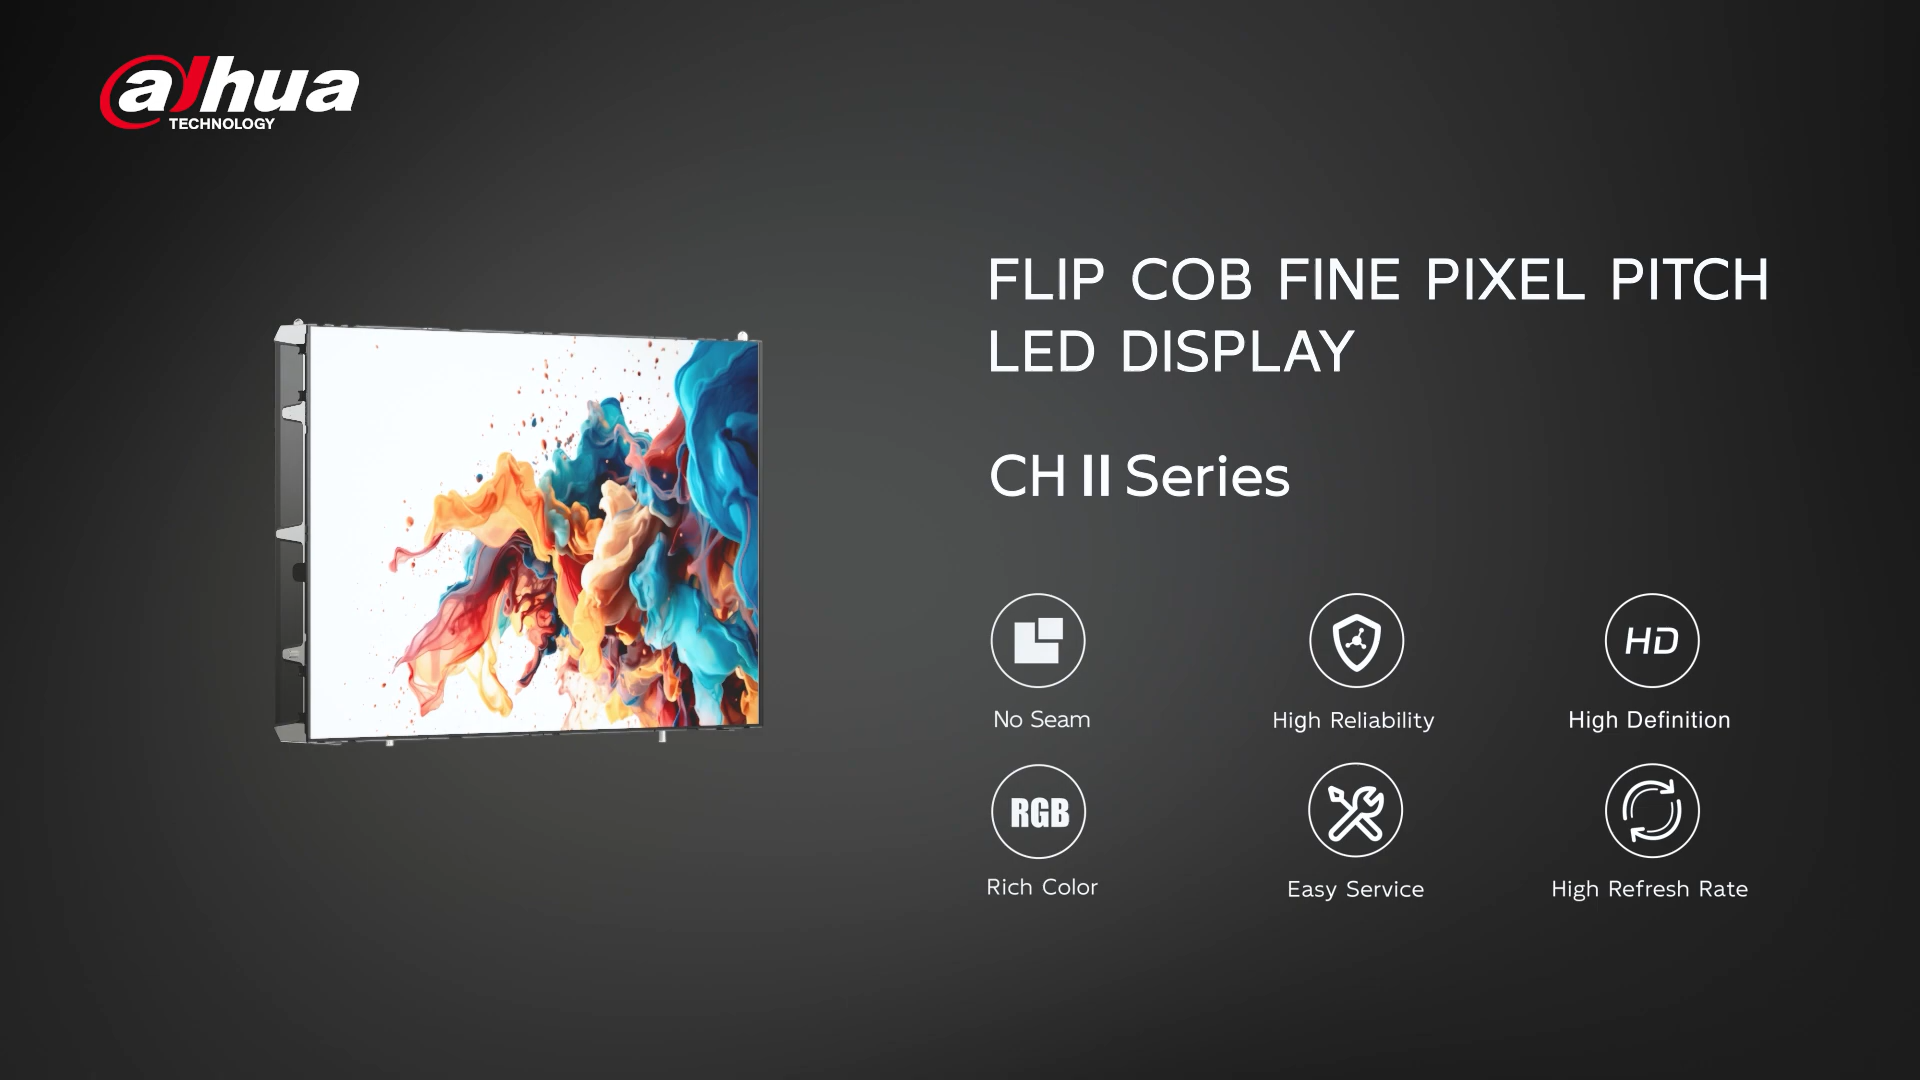 alhua
TECHNOLOGY
FLIP COB FINE PIXEL PITCH
LED DISPLAY
CH II Series
HD
No Seam
High Reliability
High Definition
RGB
Rich Color
Easy Service
High Refresh Rate